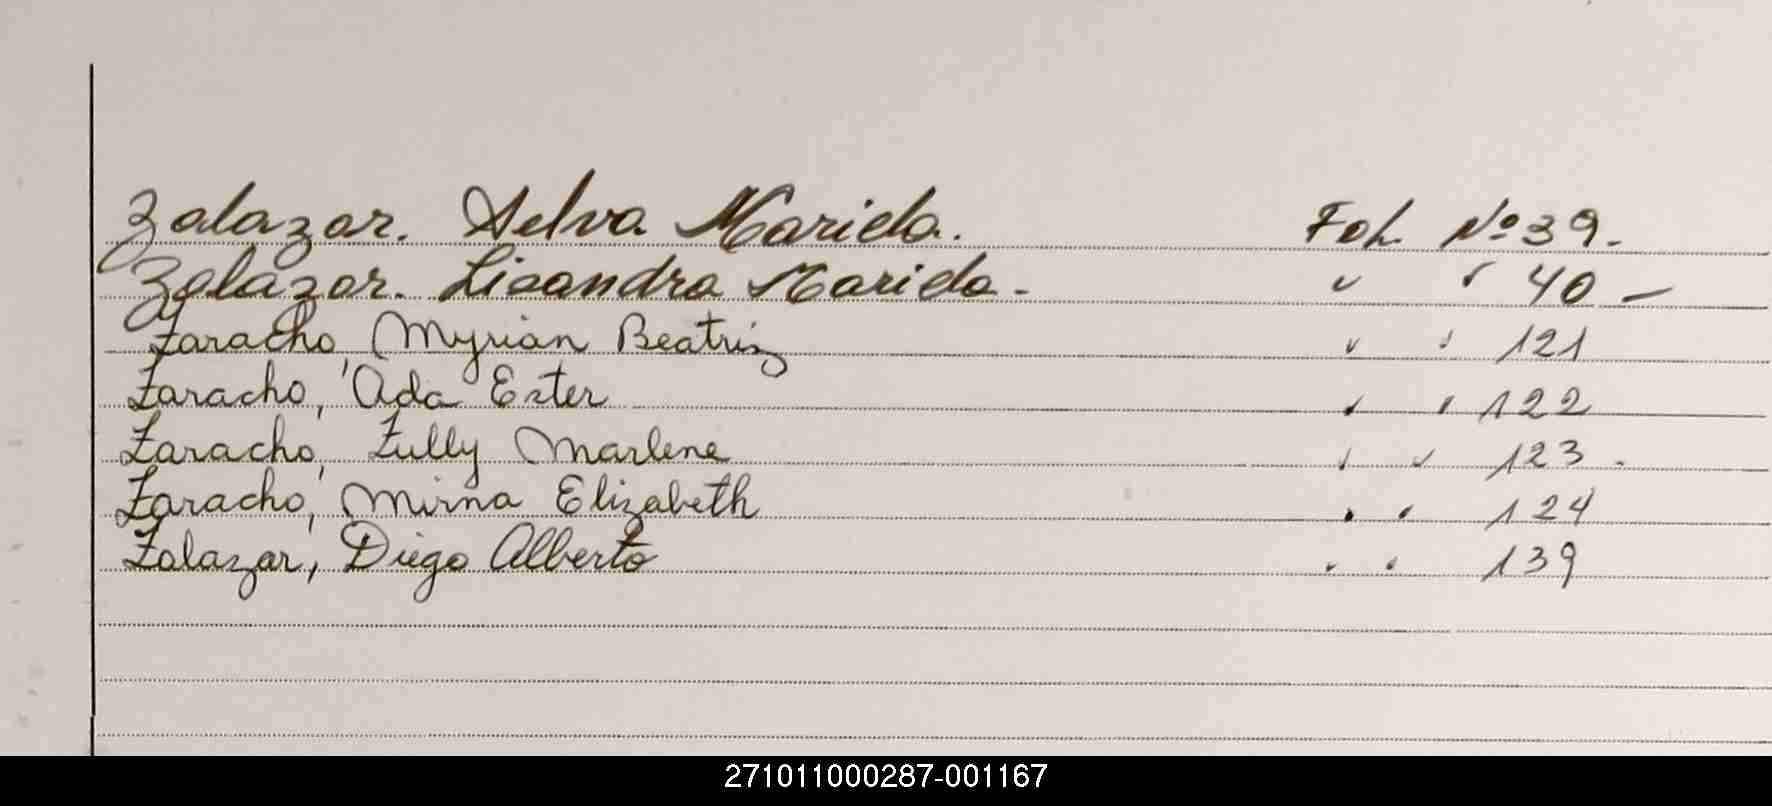 Zalazar. Selva Mariela. Fol. Nº 39.
Zalazar. Lisandra Mariela - " " 40 -
Zaracho, Myrian Beatriz " " 121
Zaracho, Ada Ester " " 122
Zaracho, Zully Marlene " " 123 -
Zaracho, Mirna Elizabeth " " 124
Zalazar, Diego Alberto " " 139
271011000287-001167